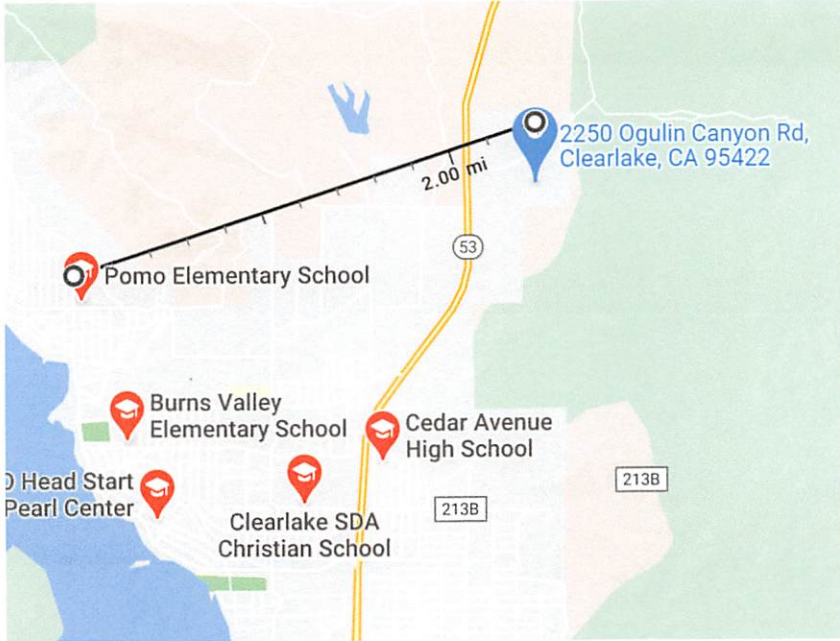 2250 Ogulin Canyon Rd,
Clearlake, CA 95422
2.00 mi
53
Pomo Elementary School
Burns Valley
Elementary School
Cedar Avenue
High School
Head Start
Pearl Center
Clearlake SDA
Christian School
213B
213B